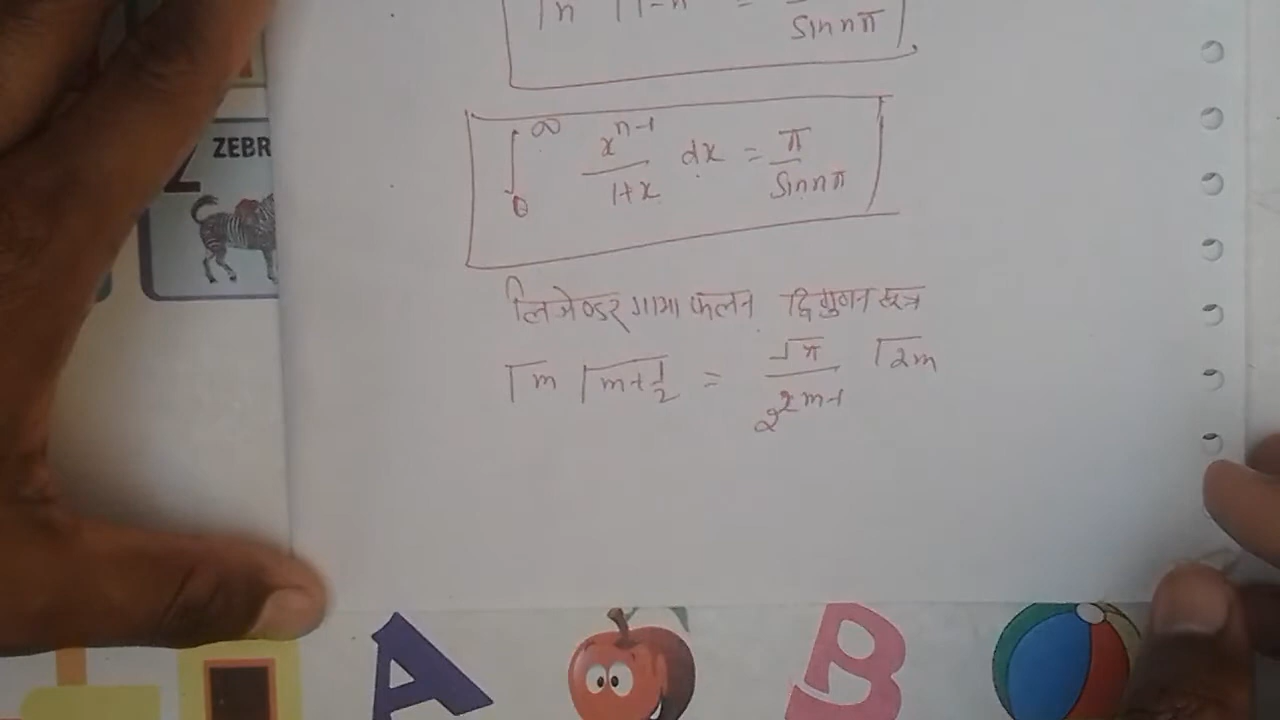 Γn Γ1-n =
sin nπ
∫₀^∞ x^(n-1)/(1+x) dx = π/(sin nπ)
लिजेण्डर गामा फलन द्विगुणन सूत्र
Γm Γ(m+1/2) = √π/2^(2m-1) Γ2m
ZEBR
Z
A B